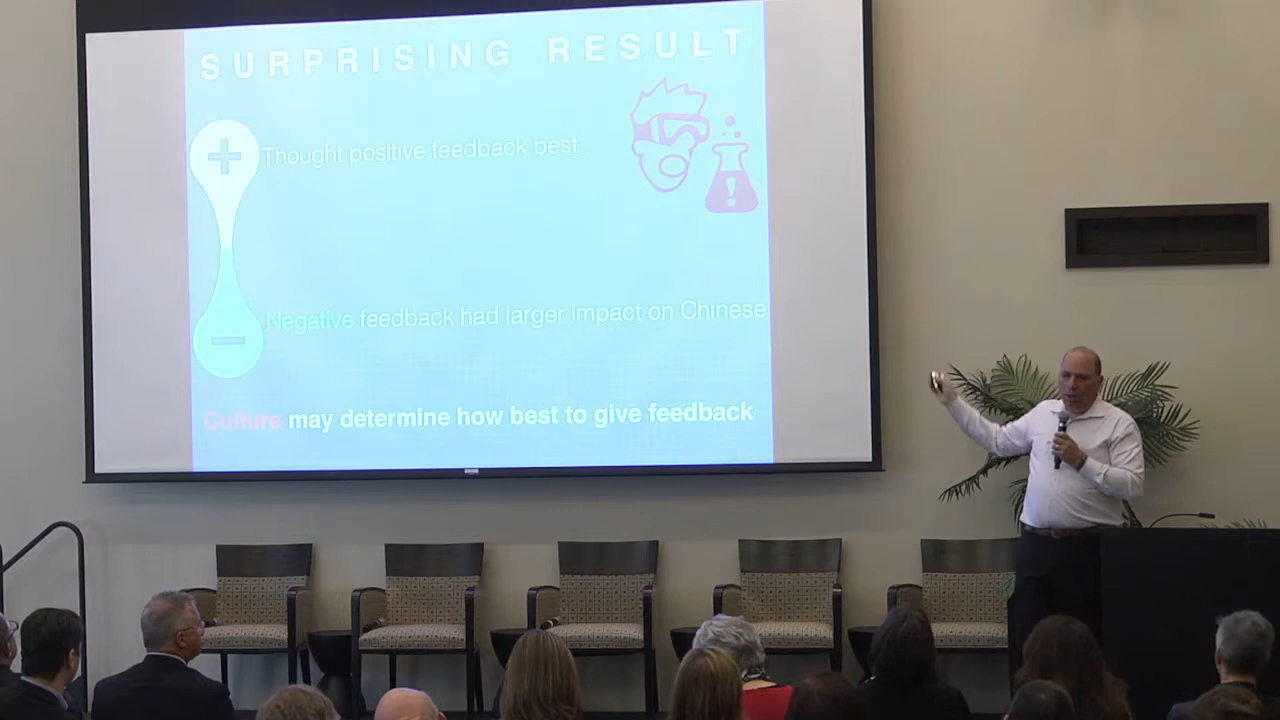 SURPRISING RESULT
Thought positive feedback best
Negative feedback had larger impact on Chinese
Culture may determine how best to give feedback